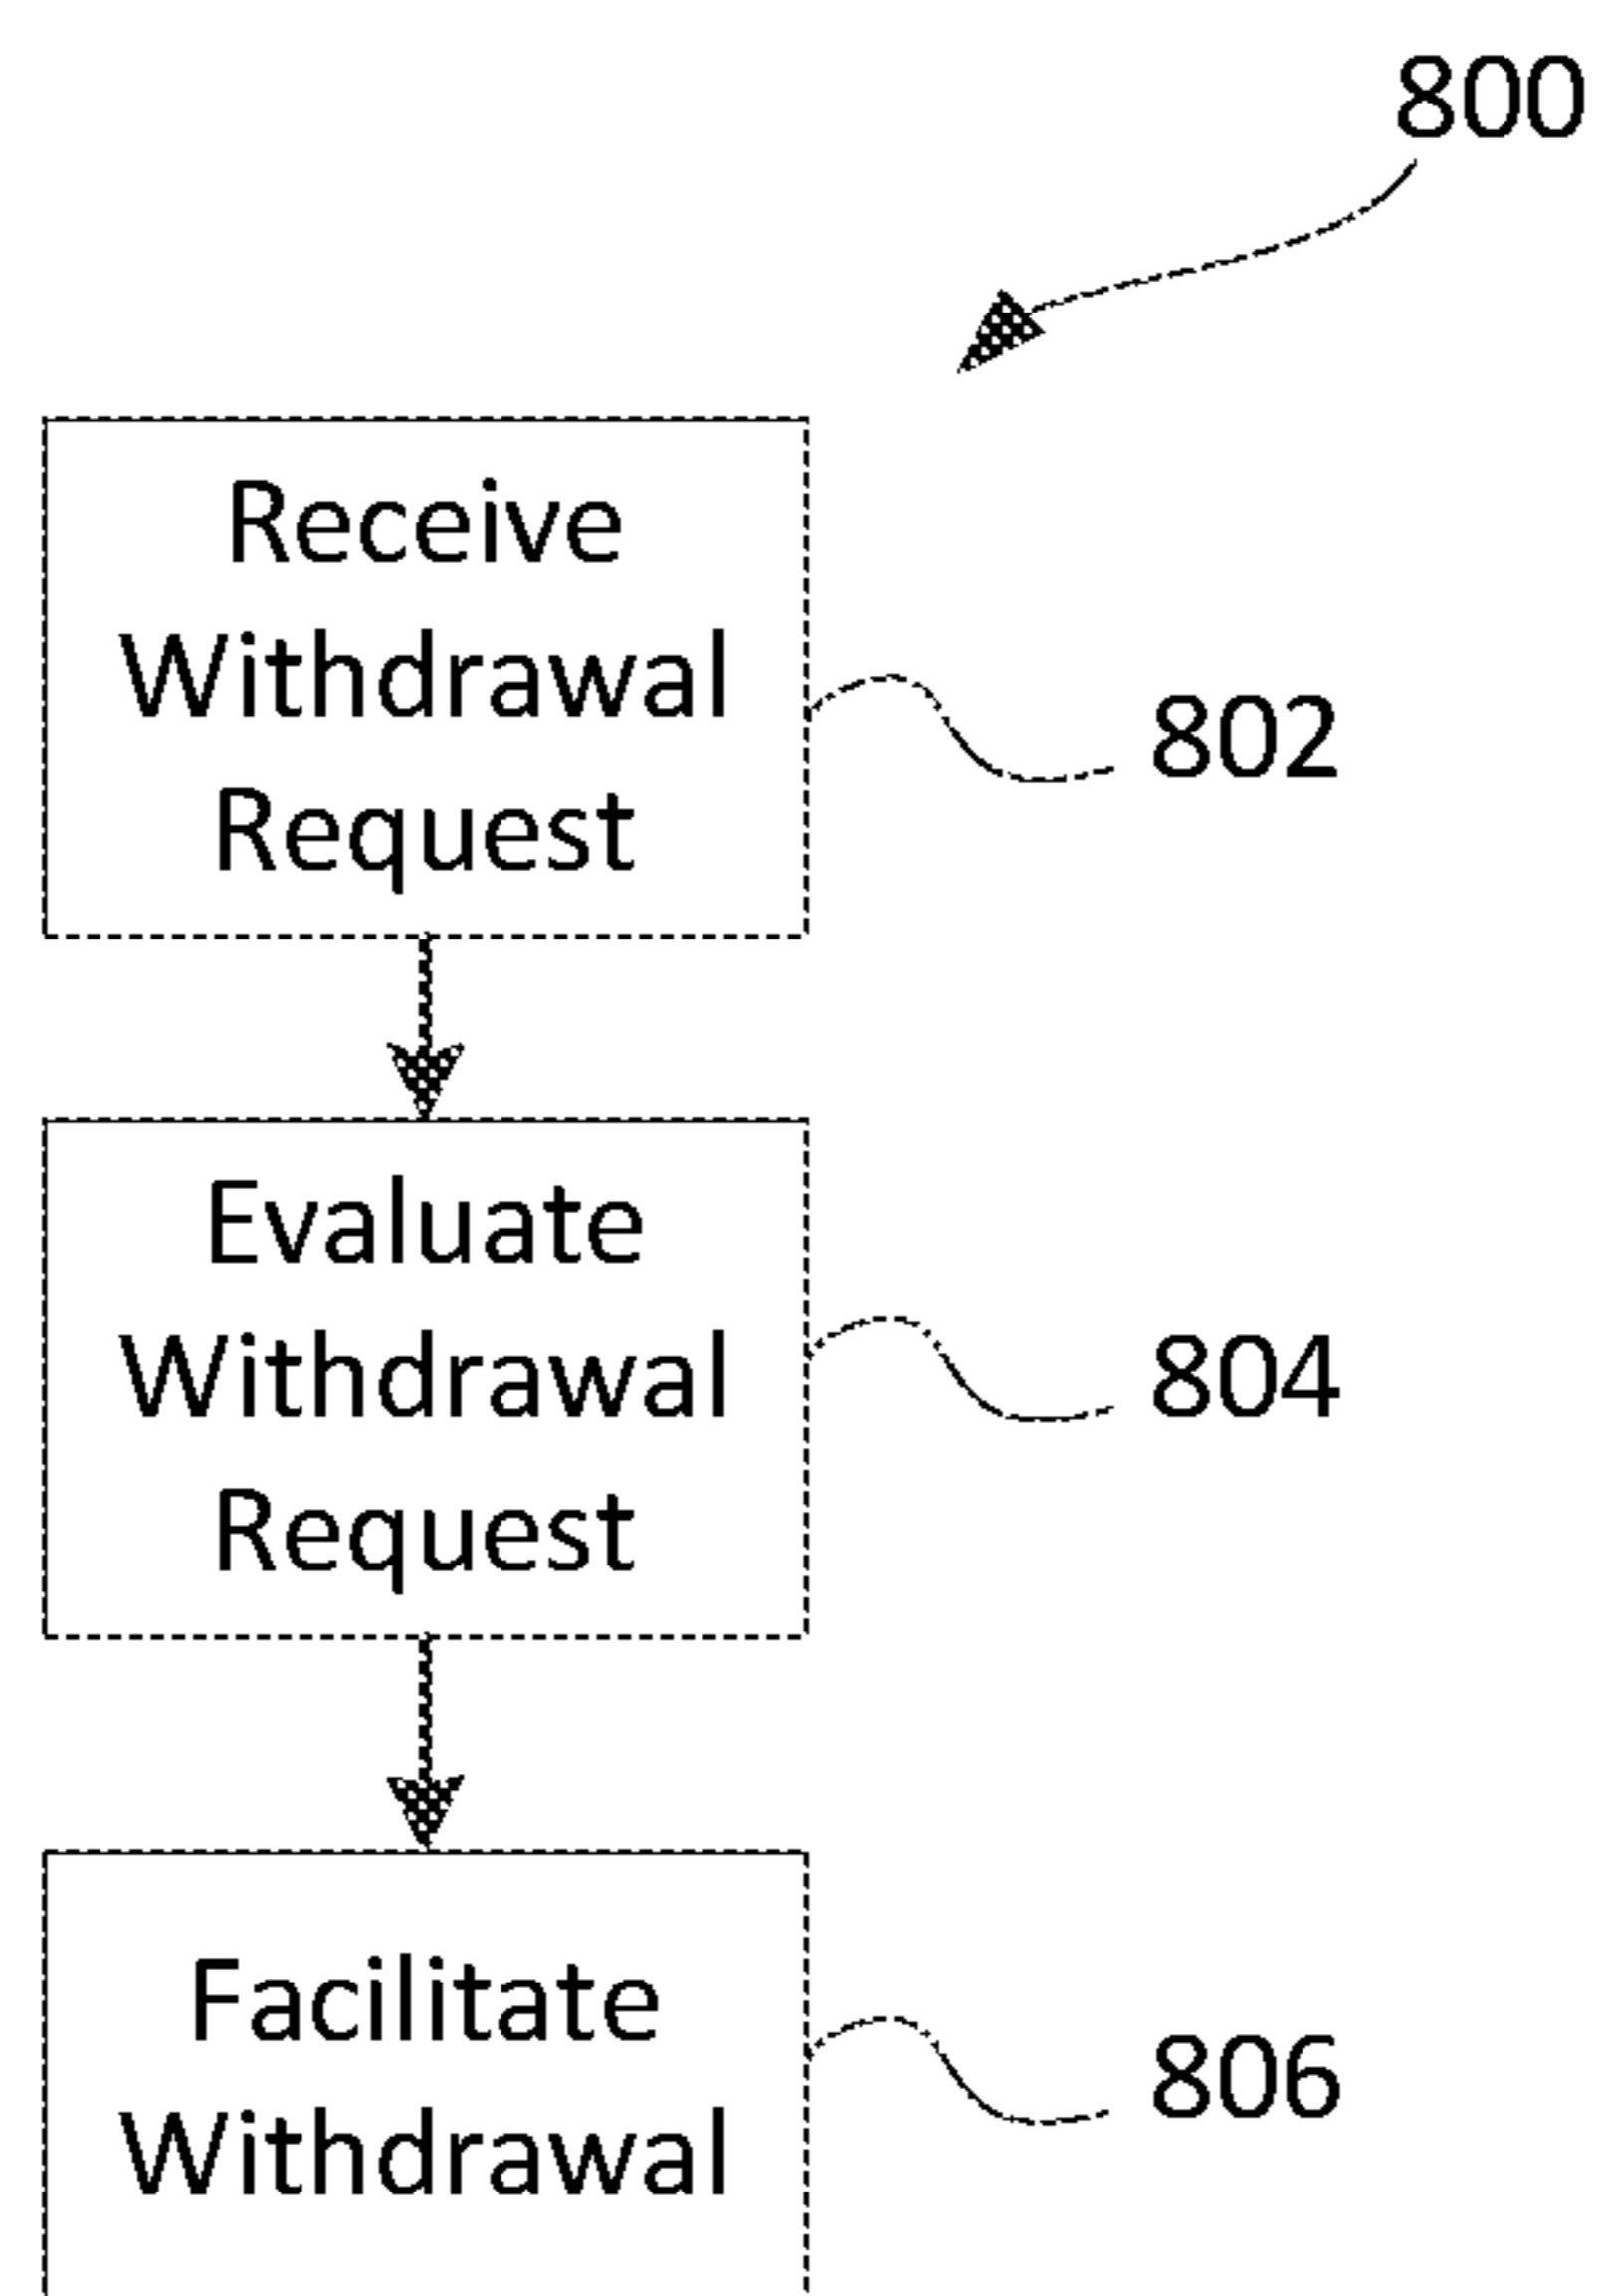 800
Receive
Withdrawal
Request
802
Evaluate
Withdrawal
Request
804
Facilitate
Withdrawal
806